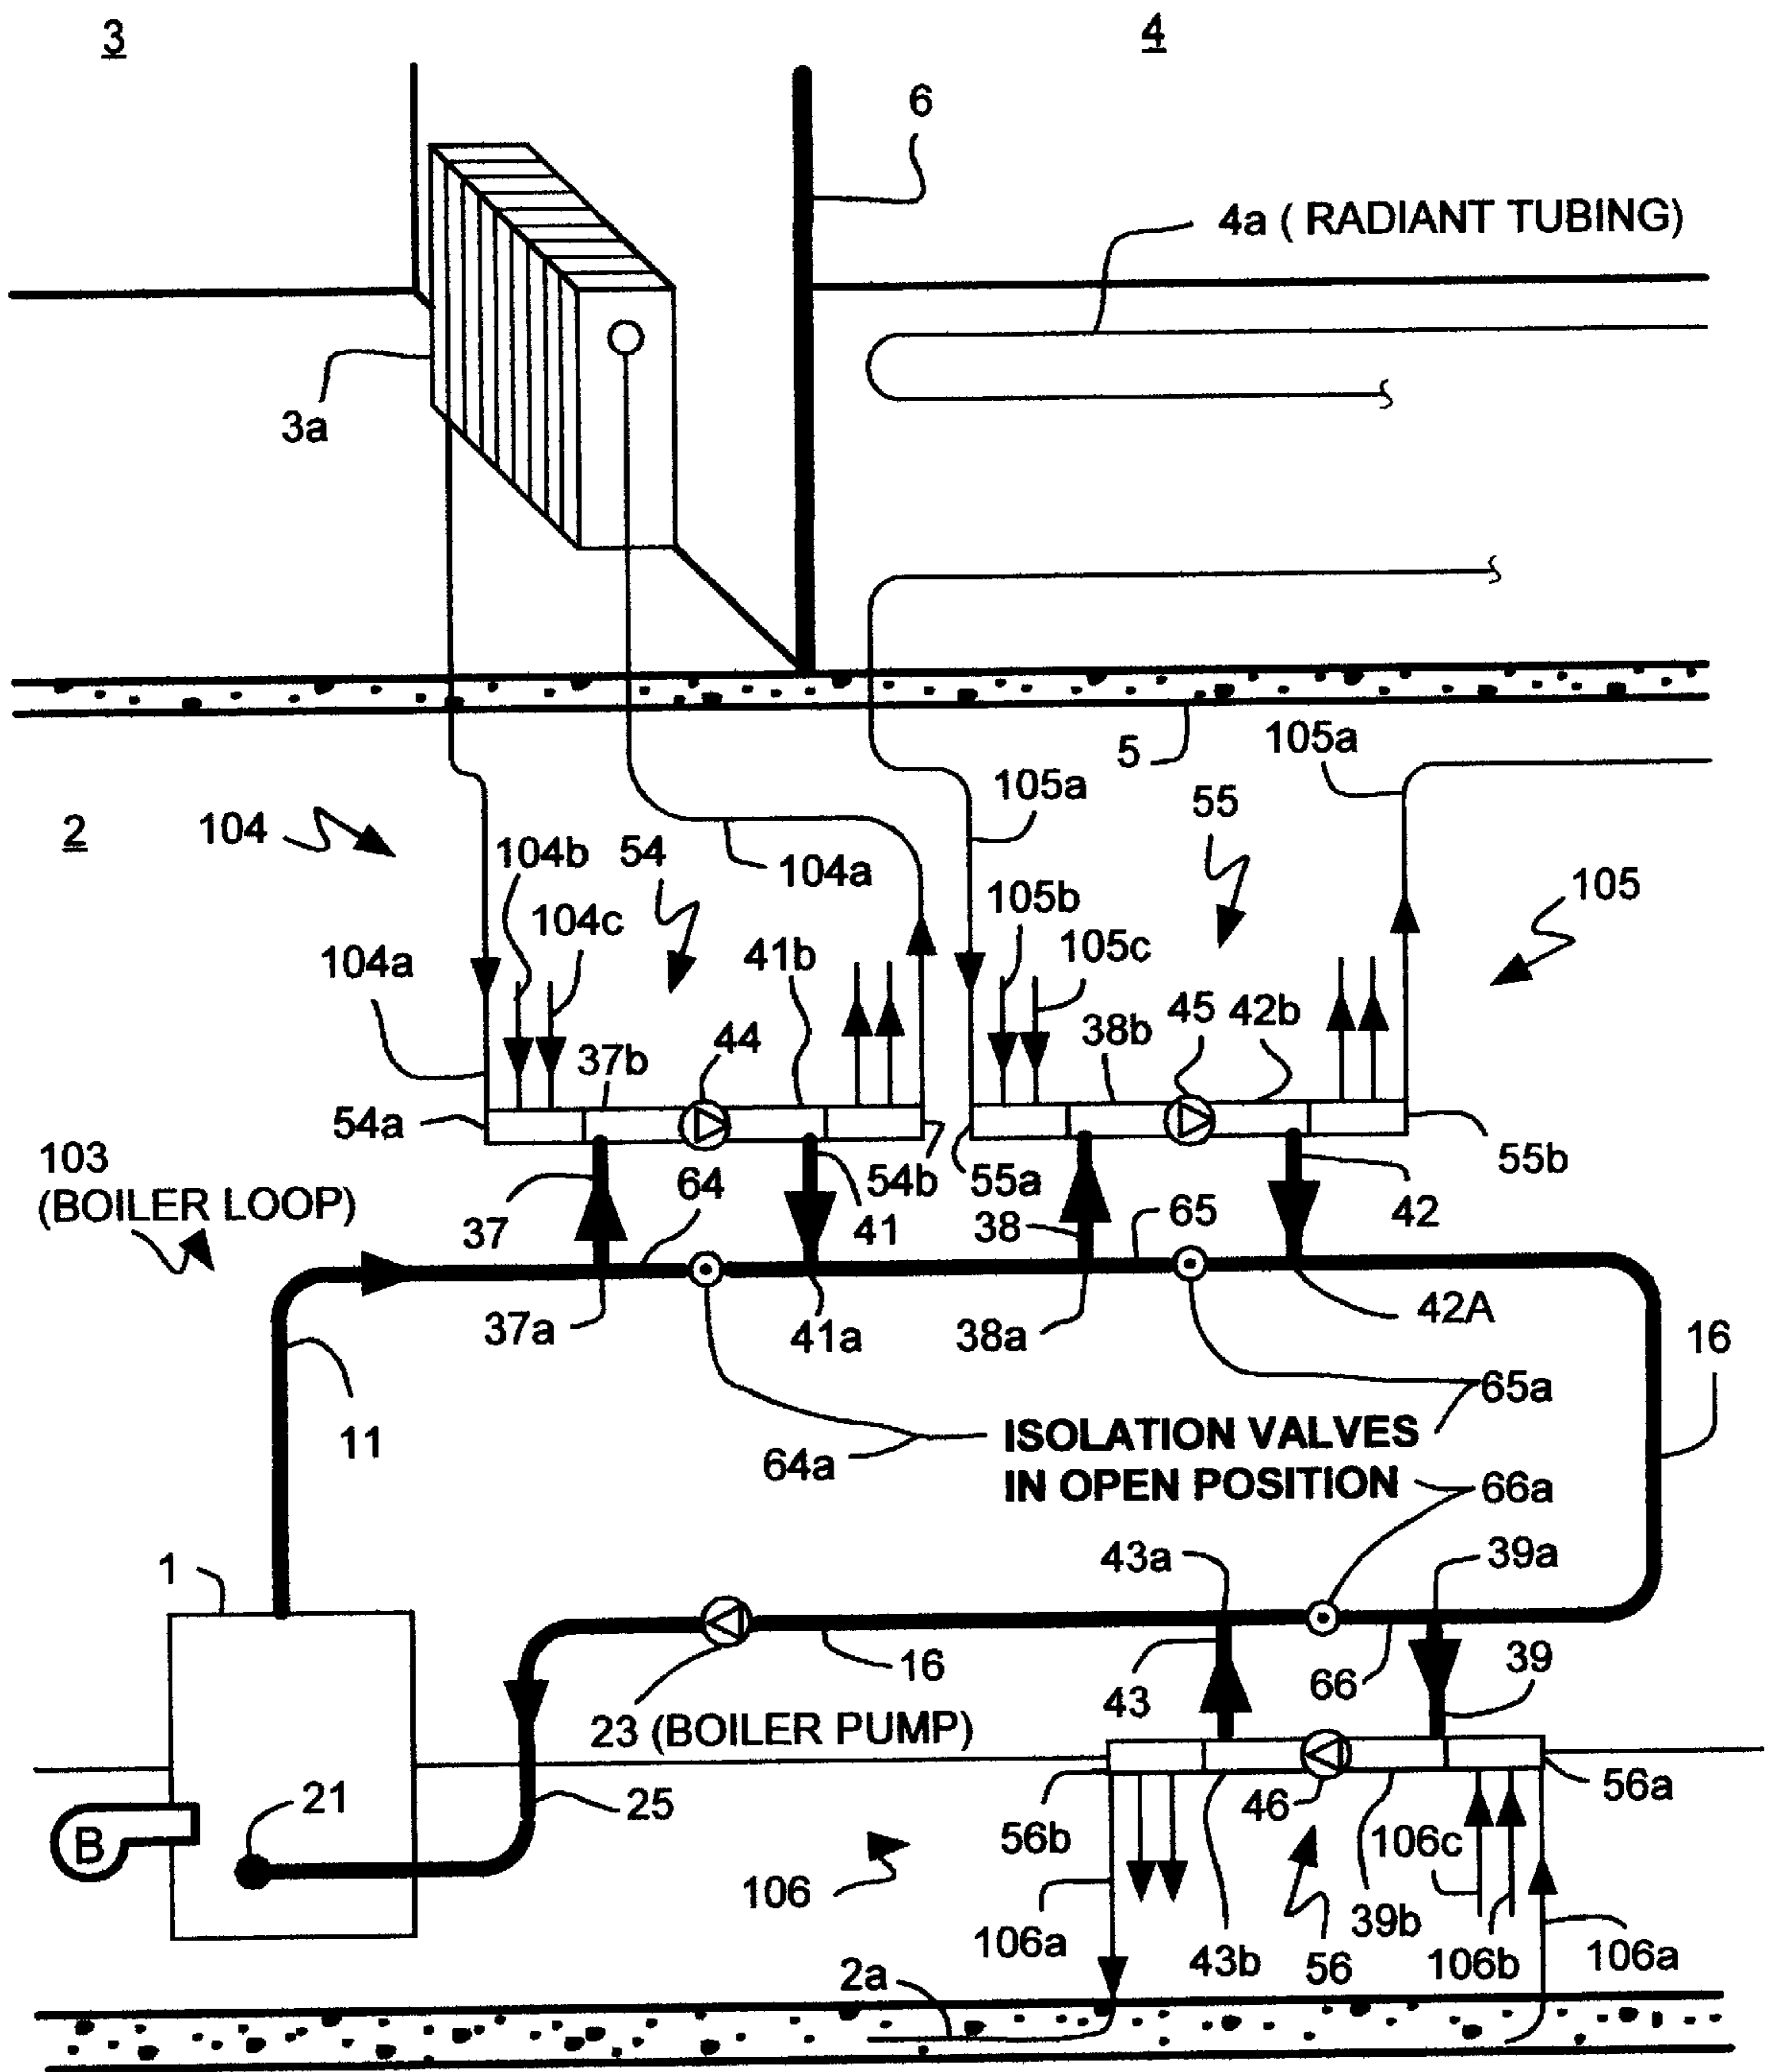 3
4
6
4a ( RADIANT TUBING)
3a
5
105a
105a
55
2
104
104b
54
104a
105b
105
104c
105c
104a
41b
45
42b
38b
44
37b
54a
54b
55a
55b
103
(BOILER LOOP)
64
37
41
38
65
42
37a
41a
38a
42A
16
11
65a
ISOLATION VALVES
64a
IN OPEN POSITION
66a
43a
39a
1
16
43
66
39
23 (BOILER PUMP)
21
25
46
56a
B
56b
106c
106
39b
106a
43b
56
106b
106a
2a